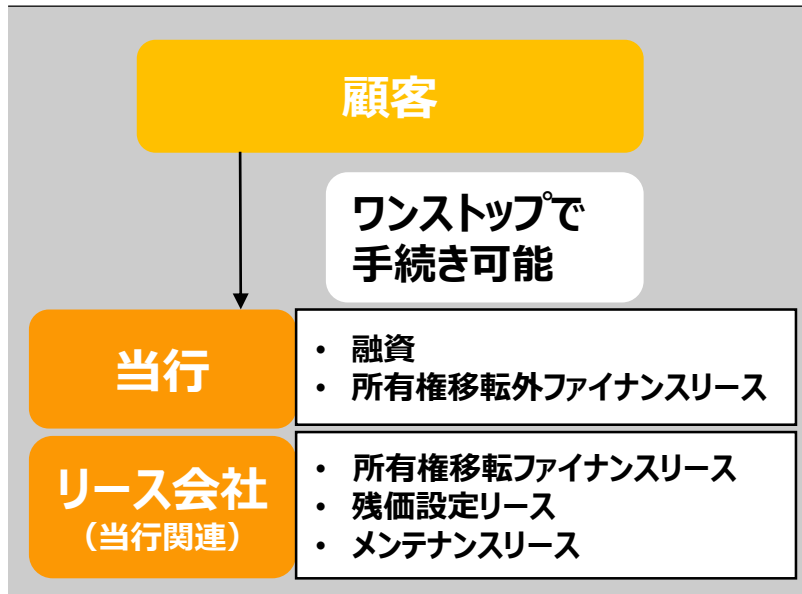 顧客
ワンストップで
手続き可能
当行
• 融資
• 所有権移転外ファイナンスリース
リース会社
（当行関連）
• 所有権移転ファイナンスリース
• 残価設定リース
• メンテナンスリース